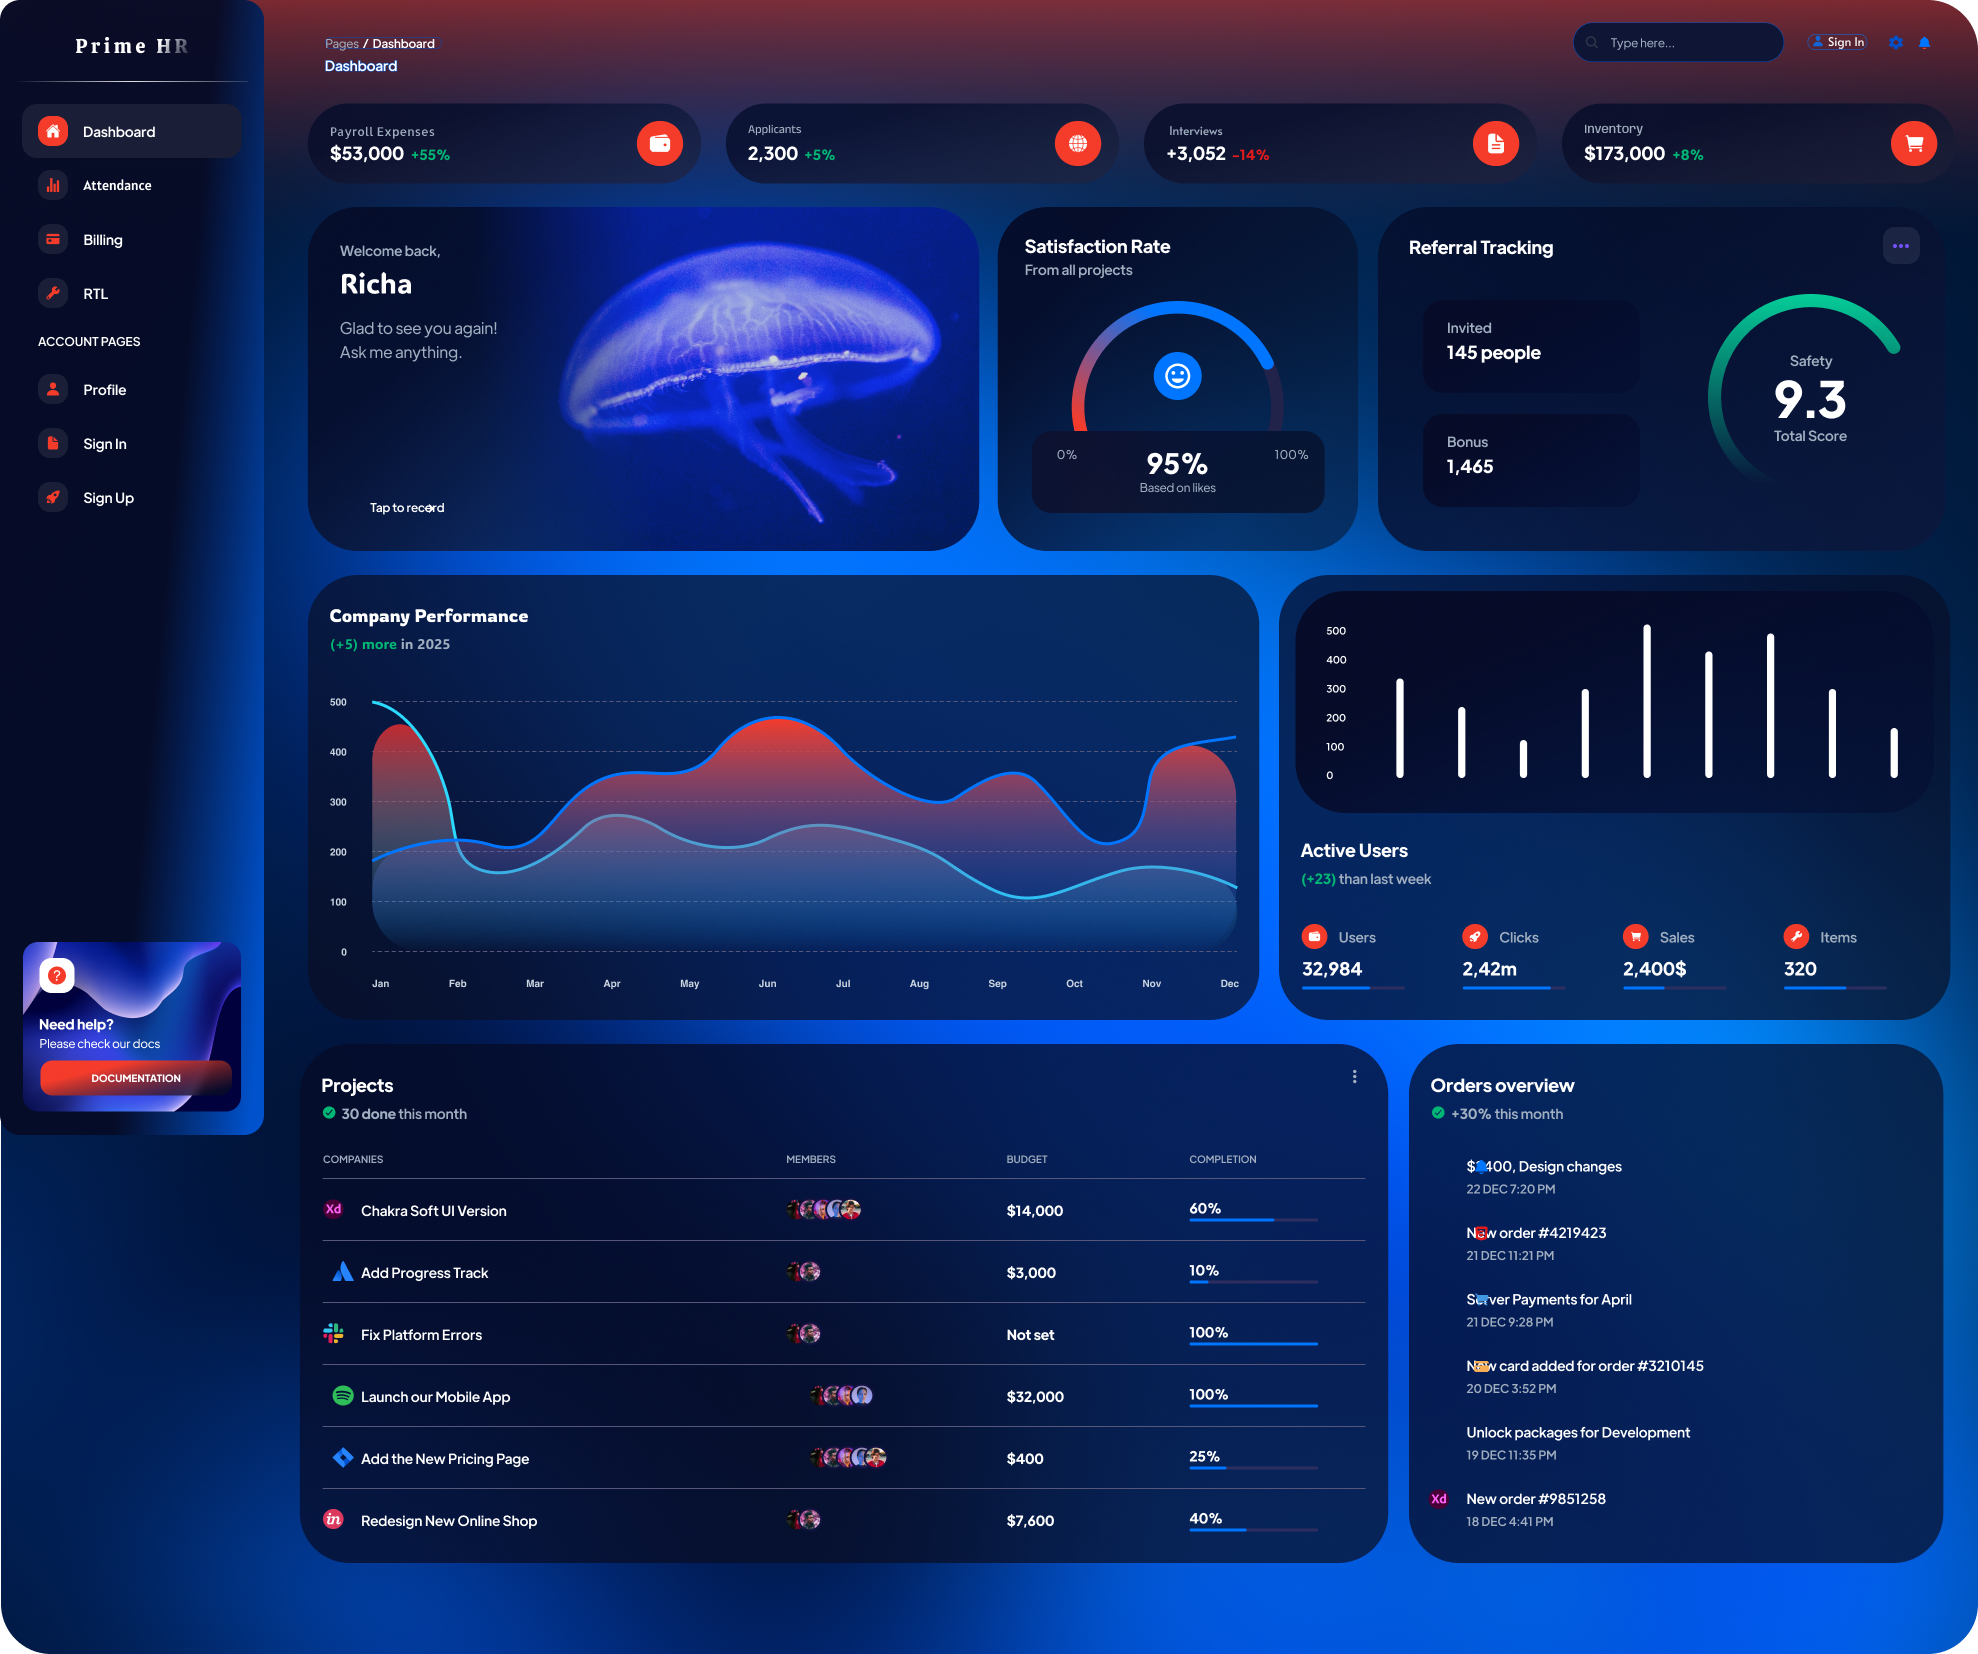 Prime HR
Dashboard
Attendance
Billing
RTL
ACCOUNT PAGES
Profile
Sign In
Sign Up
?
Need help?
Please check our docs
DOCUMENTATION
Pages / Dashboard
Dashboard
Type here...
Sign In
Payroll Expenses
$53,000 +55%
Applicants
2,300 +5%
Interviews
+3,052 -14%
Inventory
$173,000 +8%
Welcome back,
Richa
Glad to see you again!
Ask me anything.
Tap to record
Satisfaction Rate
From all projects
0%
95%
100%
Based on likes
Referral Tracking
Invited
145 people
Bonus
1,465
Safety
9.3
Total Score
Company Performance
(+5) more in 2025
500
400
300
200
100
0
Jan Feb Mar Apr May Jun Jul Aug Sep Oct Nov Dec
500
400
300
200
100
0
Active Users
(+23) than last week
Users Clicks Sales Items
32,984 2,42m 2,400$ 320
Projects
30 done this month
COMPANIES MEMBERS BUDGET COMPLETION
Xd Chakra Soft UI Version $14,000 60%
Add Progress Track $3,000 10%
Fix Platform Errors Not set 100%
Launch our Mobile App $32,000 100%
Add the New Pricing Page $400 25%
in Redesign New Online Shop $7,600 40%
Orders overview
+30% this month
Design changes
22 DEC 7:20 PM
New order #4219423
21 DEC 11:21 PM
Server Payments for April
21 DEC 9:28 PM
New card added for order #3210145
20 DEC 3:52 PM
Unlock packages for Development
19 DEC 11:35 PM
Xd New order #9851258
18 DEC 4:41 PM